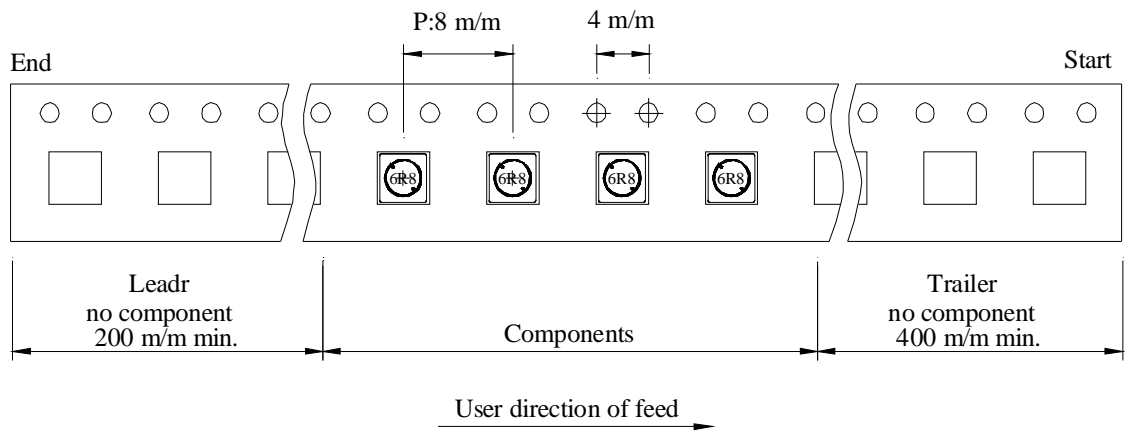 P:8 m/m
4 m/m
End
Start
6R8
6R8
6R8
6R8
Leadr
no component
200 m/m min.
Components
Trailer
no component
400 m/m min.
User direction of feed